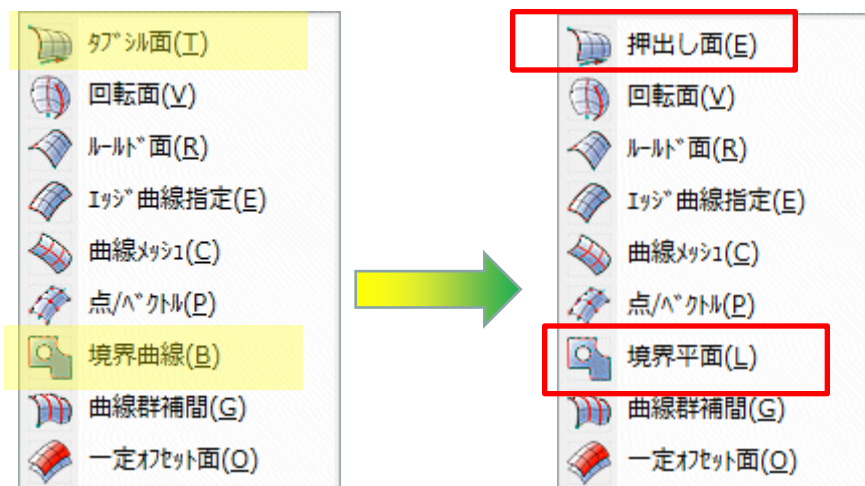 ﾀﾌﾞｼﾙ面(T)
回転面(V)
ﾙｰﾙﾄﾞ面(R)
ｴｯｼﾞ曲線指定(E)
曲線ﾒｯｼｭ(C)
点/ﾍﾞｸﾄﾙ(P)
境界曲線(B)
曲線群補間(G)
一定ｵﾌｾｯﾄ面(O)
押出し面(E)
回転面(V)
ﾙｰﾙﾄﾞ面(R)
ｴｯｼﾞ曲線指定(E)
曲線ﾒｯｼｭ(C)
点/ﾍﾞｸﾄﾙ(P)
境界平面(L)
曲線群補間(G)
一定ｵﾌｾｯﾄ面(O)